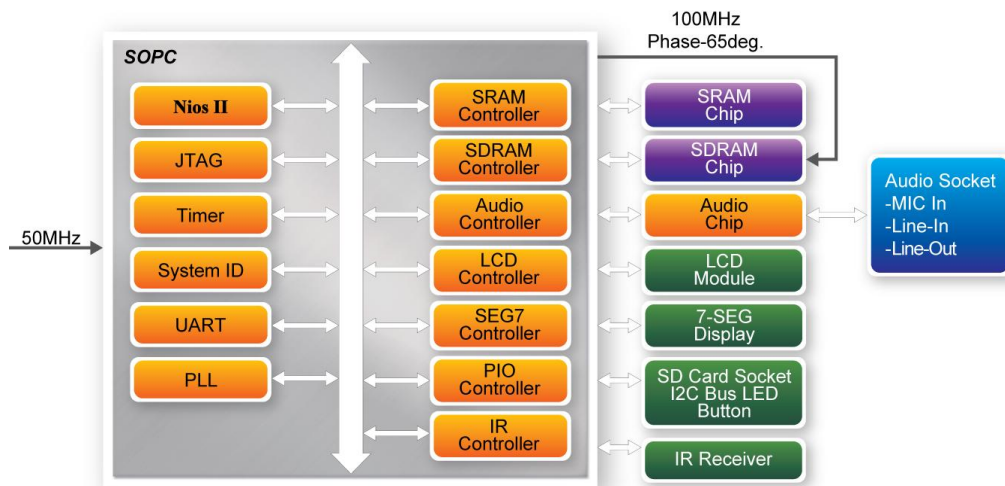 100MHz
Phase-65deg.
SOPC
50MHz
Nios II
JTAG
Timer
System ID
UART
PLL
SRAM
Controller
SDRAM
Controller
Audio
Controller
LCD
Controller
SEG7
Controller
PIO
Controller
IR
Controller
SRAM
Chip
SDRAM
Chip
Audio
Chip
LCD
Module
7-SEG
Display
SD Card Socket
I2C Bus LED
Button
IR Receiver
Audio Socket
-MIC In
-Line-In
-Line-Out